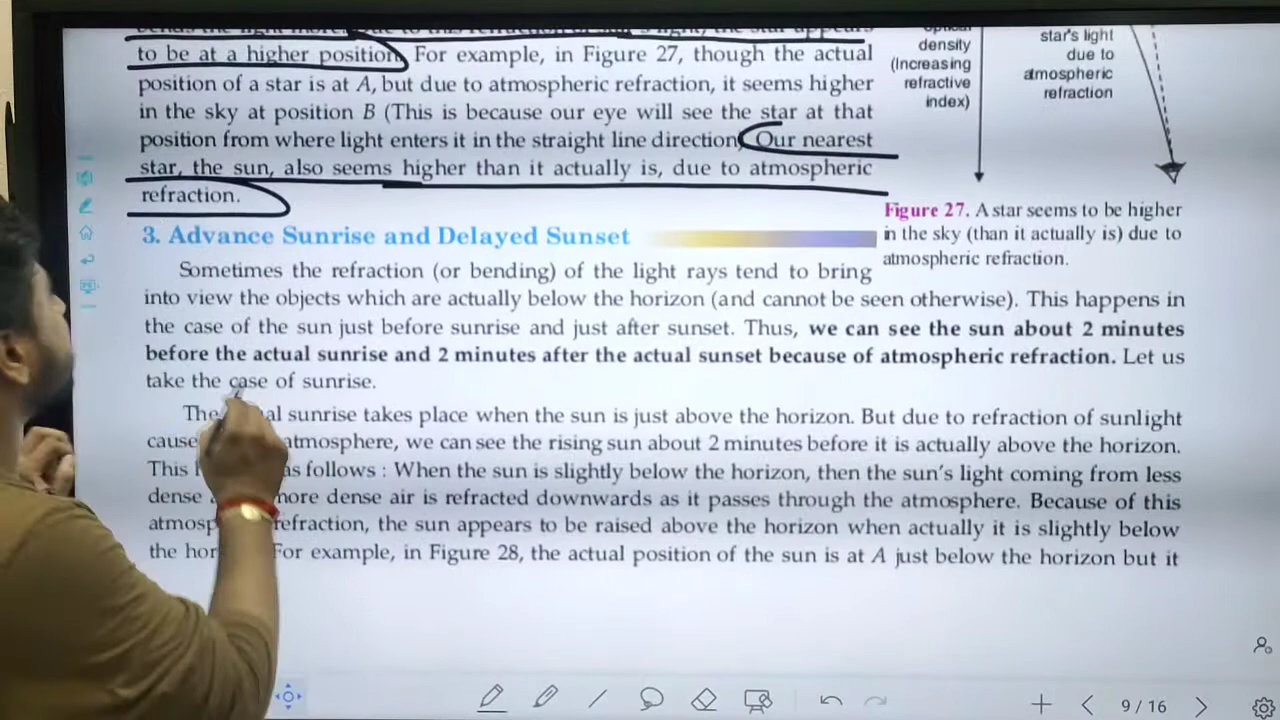 bends the light more. Due to this refraction of star's light, the star appears
to be at a higher position. For example, in Figure 27, though the actual
position of a star is at A, but due to atmospheric refraction, it seems higher
in the sky at position B (This is because our eye will see the star at that
position from where light enters it in the straight line direction). Our nearest
star, the sun, also seems higher than it actually is, due to atmospheric
refraction.
optical
density
(Increasing
refractive
index)
star's light
due to
atmospheric
refraction
Figure 27. A star seems to be higher
in the sky (than it actually is) due to
atmospheric refraction.
3. Advance Sunrise and Delayed Sunset
Sometimes the refraction (or bending) of the light rays tend to bring
into view the objects which are actually below the horizon (and cannot be seen otherwise). This happens in
the case of the sun just before sunrise and just after sunset. Thus, we can see the sun about 2 minutes
before the actual sunrise and 2 minutes after the actual sunset because of atmospheric refraction. Let us
take the case of sunrise.
The al sunrise takes place when the sun is just above the horizon. But due to refraction of sunlight
cause atmosphere, we can see the rising sun about 2 minutes before it is actually above the horizon.
This as follows : When the sun is slightly below the horizon, then the sun's light coming from less
dense more dense air is refracted downwards as it passes through the atmosphere. Because of this
atmosp refraction, the sun appears to be raised above the horizon when actually it is slightly below
the hor For example, in Figure 28, the actual position of the sun is at A just below the horizon but it
9 / 16